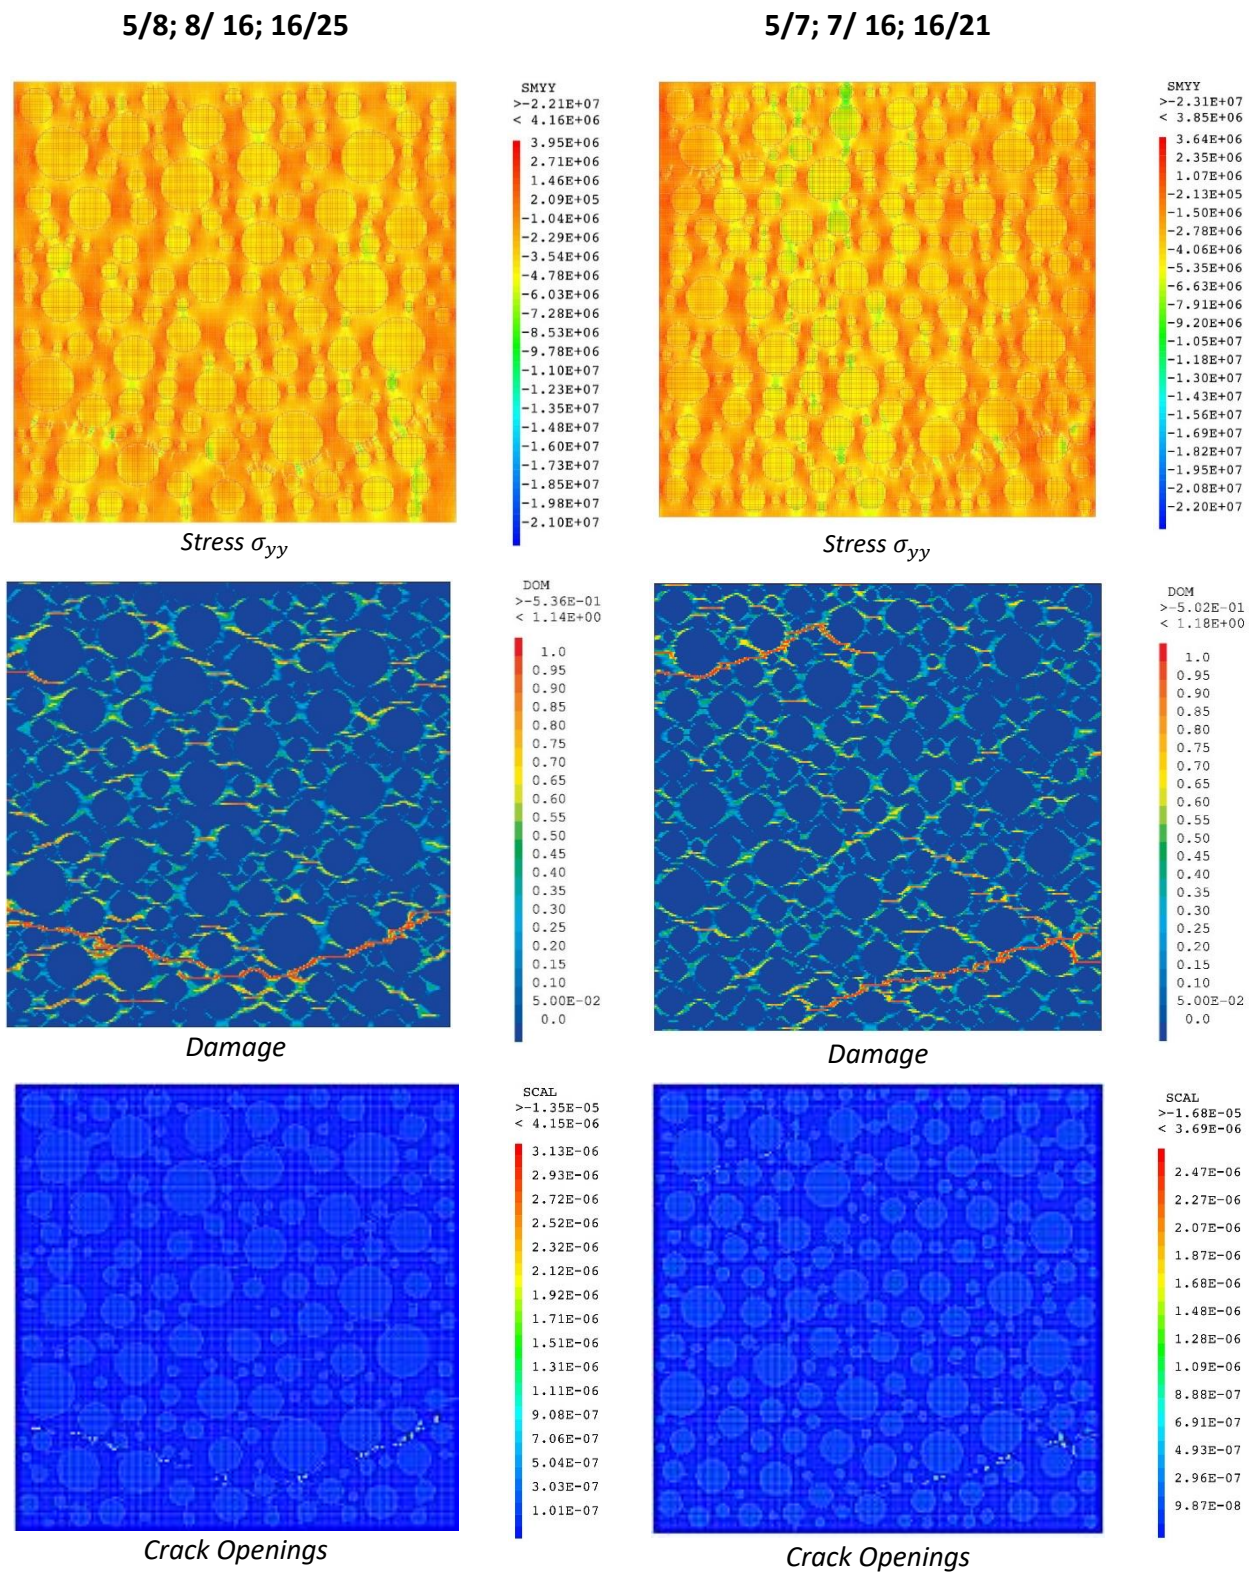 5/8; 8/ 16; 16/25
5/7; 7/ 16; 16/21
SMYY
>-2.21E+07
< 4.16E+06
3.95E+06
2.71E+06
1.46E+06
2.09E+05
-1.04E+06
-2.29E+06
-3.54E+06
-4.78E+06
-6.03E+06
-7.28E+06
-8.53E+06
-9.78E+06
-1.10E+07
-1.23E+07
-1.35E+07
-1.48E+07
-1.60E+07
-1.73E+07
-1.85E+07
-1.98E+07
-2.10E+07
Stress σyy
SMYY
>-2.31E+07
< 3.85E+06
3.64E+06
2.35E+06
1.07E+06
-2.13E+05
-1.50E+06
-2.78E+06
-4.06E+06
-5.35E+06
-6.63E+06
-7.91E+06
-9.20E+06
-1.05E+07
-1.18E+07
-1.30E+07
-1.43E+07
-1.56E+07
-1.69E+07
-1.82E+07
-1.95E+07
-2.08E+07
-2.20E+07
Stress σyy
DOM
>-5.36E-01
< 1.14E+00
1.0
0.95
0.90
0.85
0.80
0.75
0.70
0.65
0.60
0.55
0.50
0.45
0.40
0.35
0.30
0.25
0.20
0.15
0.10
5.00E-02
0.0
Damage
DOM
>-5.02E-01
< 1.18E+00
1.0
0.95
0.90
0.85
0.80
0.75
0.70
0.65
0.60
0.55
0.50
0.45
0.40
0.35
0.30
0.25
0.20
0.15
0.10
5.00E-02
0.0
Damage
SCAL
>-1.35E-05
< 4.15E-06
3.13E-06
2.93E-06
2.72E-06
2.52E-06
2.32E-06
2.12E-06
1.92E-06
1.71E-06
1.51E-06
1.31E-06
1.11E-06
9.08E-07
7.06E-07
5.04E-07
3.03E-07
1.01E-07
Crack Openings
SCAL
>-1.68E-05
< 3.69E-06
2.47E-06
2.27E-06
2.07E-06
1.87E-06
1.68E-06
1.48E-06
1.28E-06
1.09E-06
8.88E-07
6.91E-07
4.93E-07
2.96E-07
9.87E-08
Crack Openings